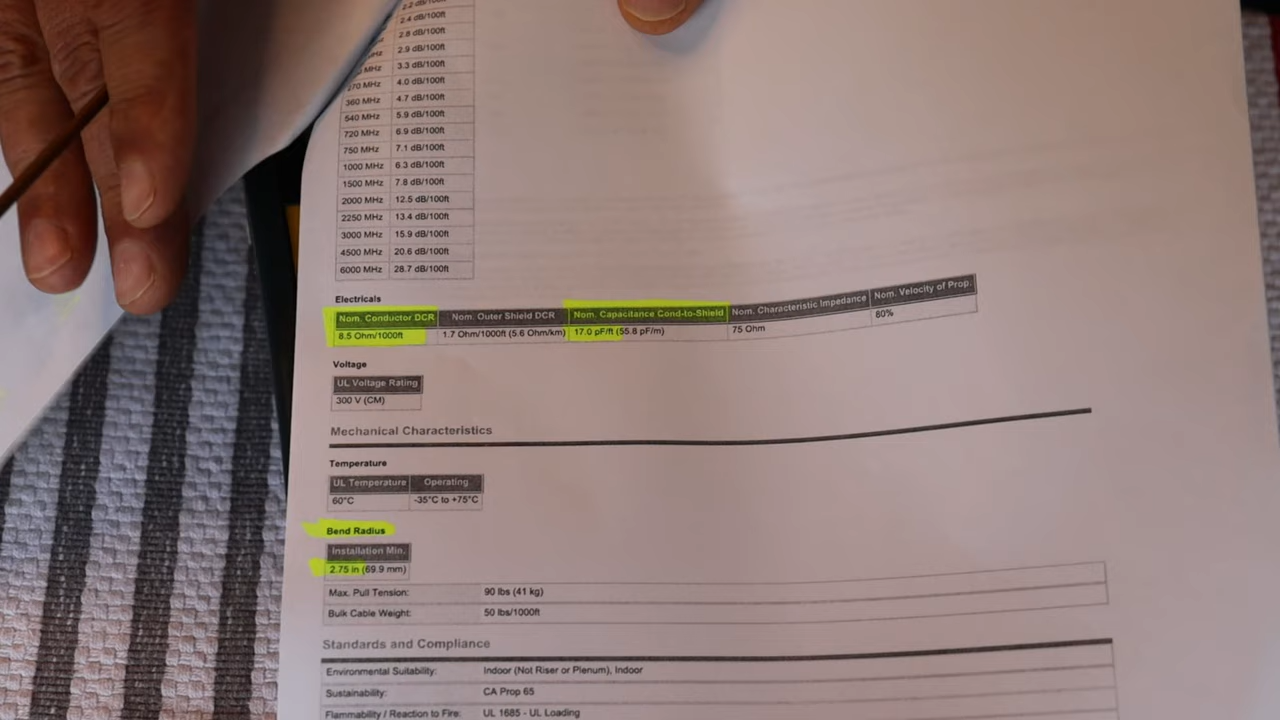 2.4 dB/100ft
2.8 dB/100ft
2.9 dB/100ft
MHz 3.3 dB/100ft
270 MHz 4.0 dB/100ft
360 MHz 4.7 dB/100ft
540 MHz 5.9 dB/100ft
720 MHz 6.9 dB/100ft
750 MHz 7.1 dB/100ft
1000 MHz 6.3 dB/100ft
1500 MHz 7.8 dB/100ft
2000 MHz 12.5 dB/100ft
2250 MHz 13.4 dB/100ft
3000 MHz 15.9 dB/100ft
4500 MHz 20.6 dB/100ft
6000 MHz 28.7 dB/100ft
Electricals
Nom. Conductor DCR Nom. Outer Shield DCR Nom. Capacitance Cond-to-Shield Nom. Characteristic Impedance Nom. Velocity of Prop.
8.5 Ohm/1000ft 1.7 Ohm/1000ft (5.6 Ohm/km) 17.0 pF/ft (55.8 pF/m) 75 Ohm 80%
Voltage
UL Voltage Rating
300 V (CM)
Mechanical Characteristics
Temperature
UL Temperature Operating
60°C -35°C to +75°C
Bend Radius
Installation Min.
2.75 in (69.9 mm)
Max. Pull Tension: 90 lbs (41 kg)
Bulk Cable Weight: 50 lbs/1000ft
Standards and Compliance
Environmental Suitability: Indoor (Not Riser or Plenum), Indoor
Sustainability: CA Prop 65
Flammability / Reaction to Fire: UL 1685 - UL Loading